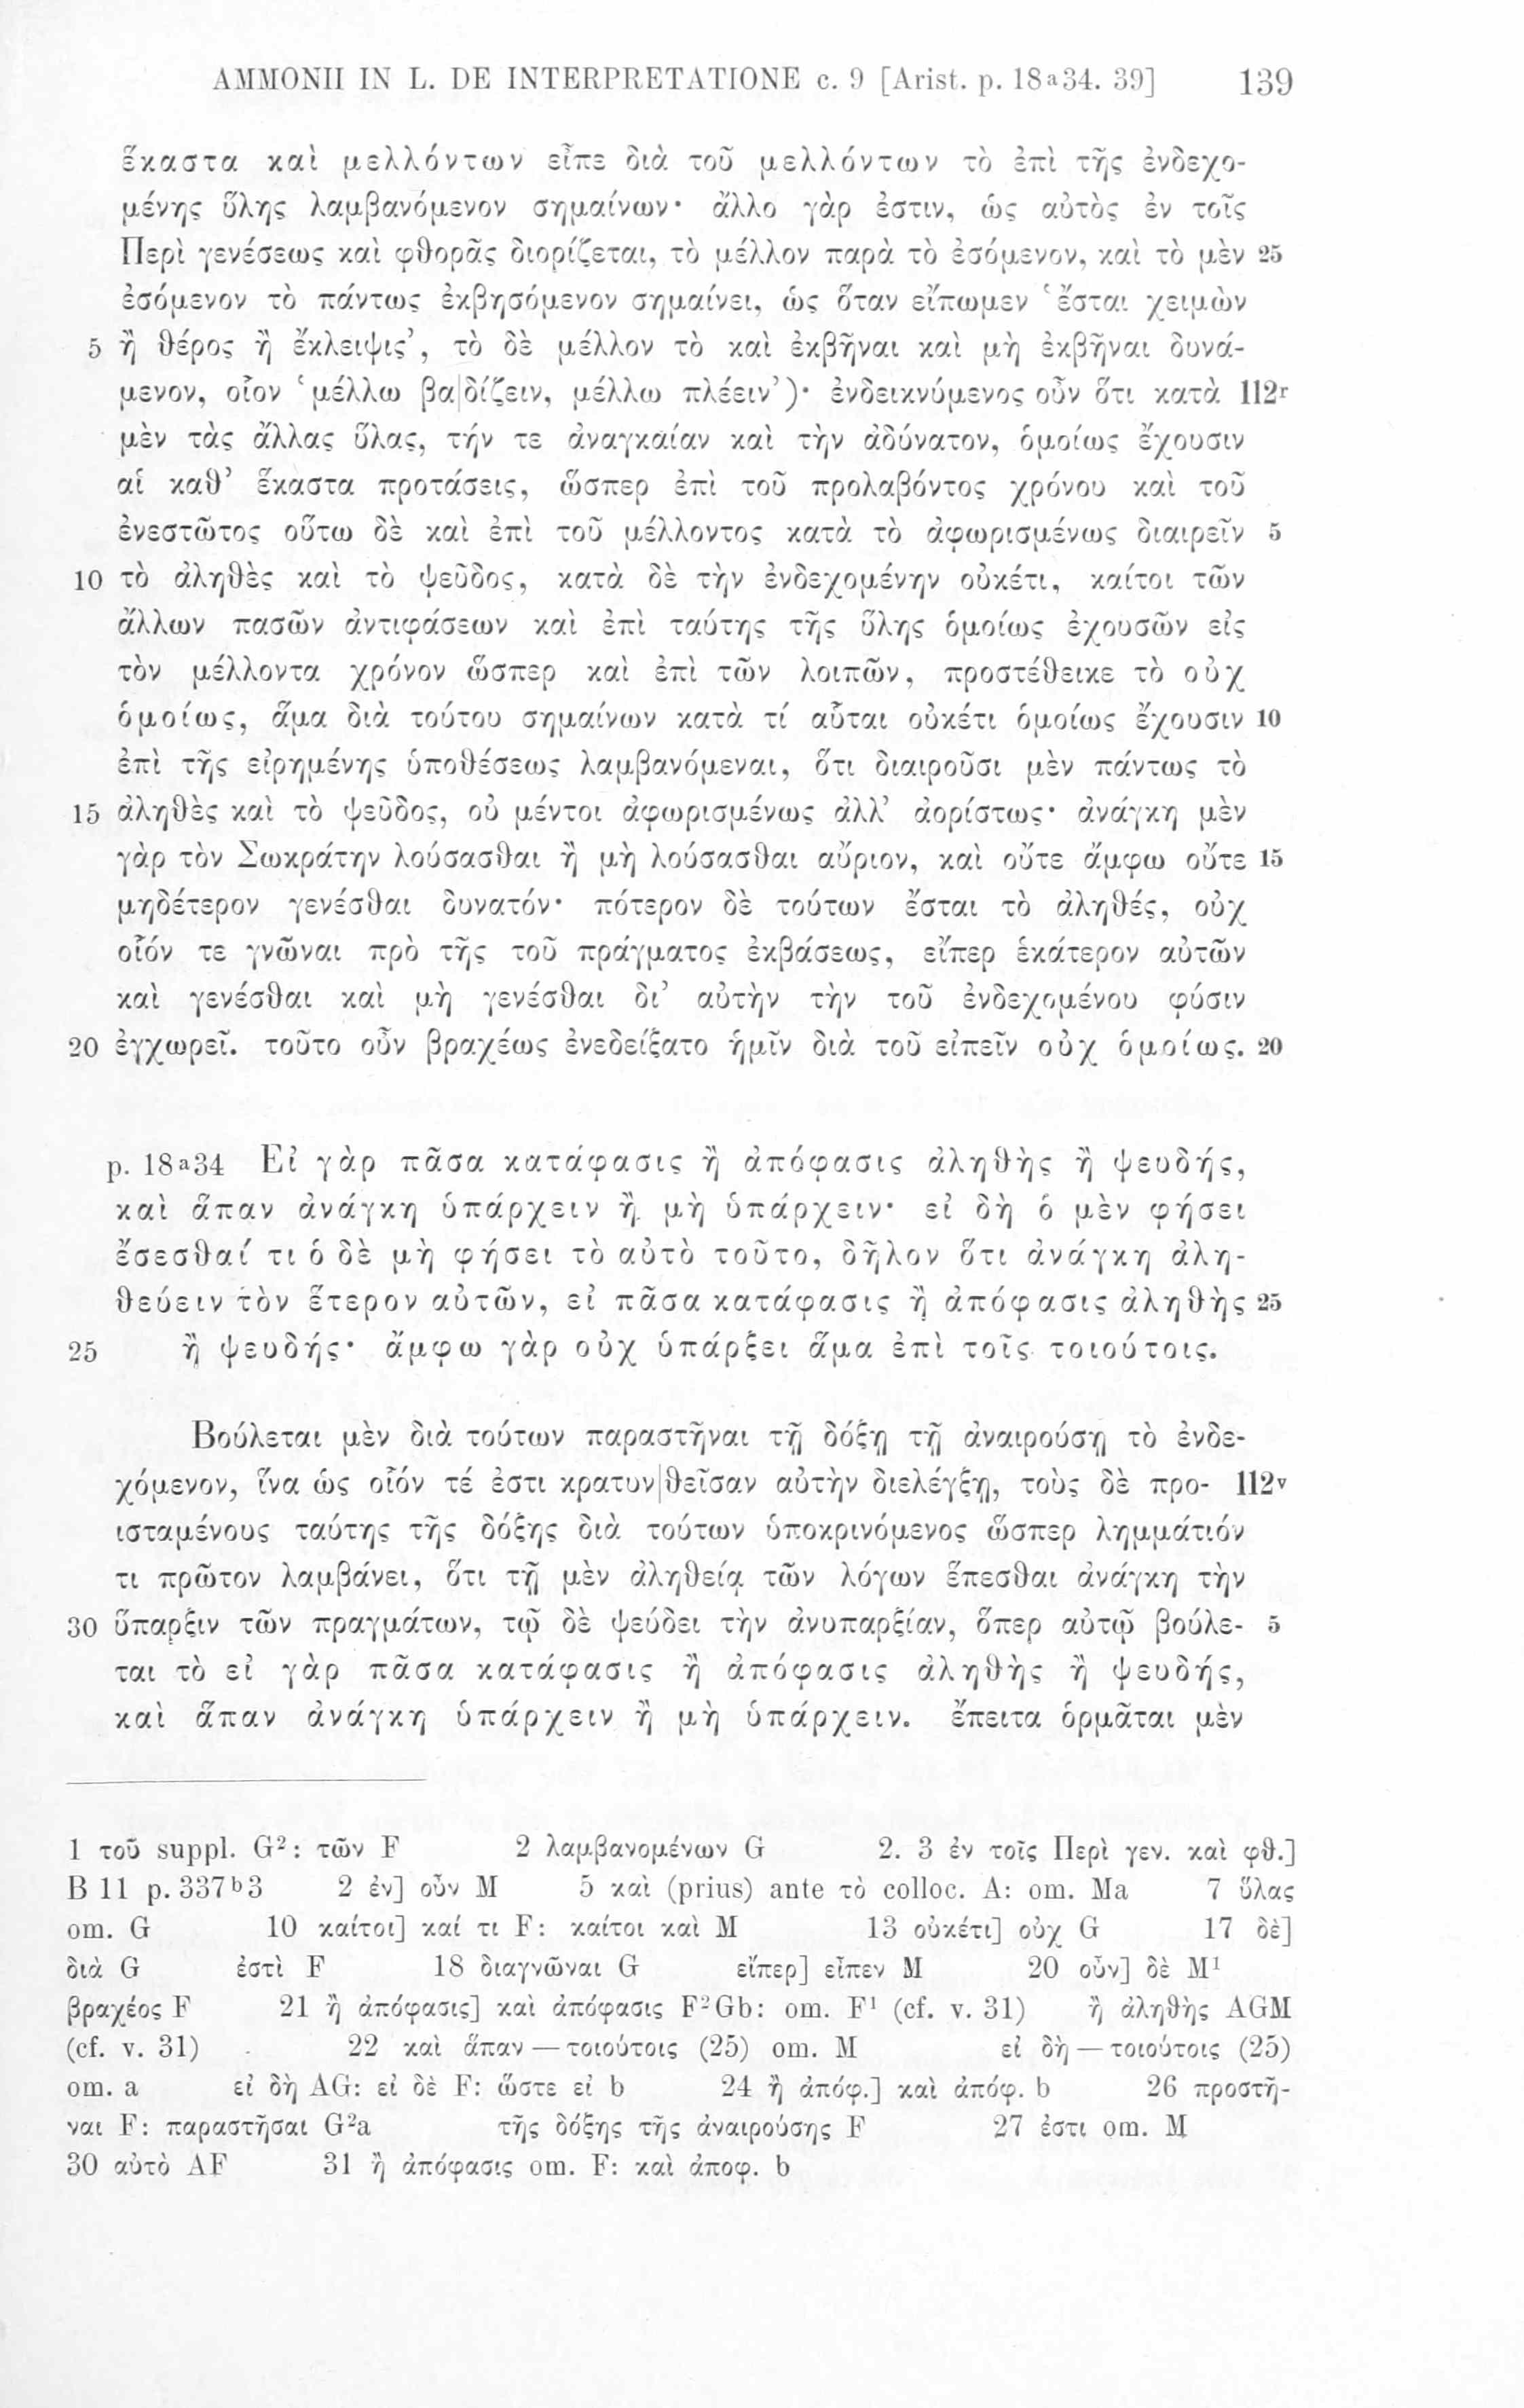 AMMONII IN L. DE INTERPRETATIONE c. 9 [Arist. p. 18a34. 39] 139
ἕκαστα καὶ μελλόντων εἶπε διὰ τοῦ μελλόντων τὸ ἐπὶ τῆς ἐνδεχο-
μένης ὕλης λαμβανόμενον σημαίνων· ἄλλο γάρ ἐστιν, ὡς αὐτὸς ἐν τοῖς
Περὶ γενέσεως καὶ φθορᾶς διορίζεται, τὸ μέλλον παρὰ τὸ ἐσόμενον, καὶ τὸ μὲν 25
ἐσόμενον τὸ πάντως ἐκβησόμενον σημαίνει, ὡς ὅταν εἴπωμεν ‘ἔσται χειμὼν
5 ἢ θέρος ἢ ἔκλειψις’, τὸ δὲ μέλλον τὸ καὶ ἐκβῆναι καὶ μὴ ἐκβῆναι δυνά-
μενον, οἷον ‘μέλλω βα|δίζειν, μέλλω πλέειν’)· ἐνδεικνύμενος οὖν ὅτι κατὰ 112r
μὲν τὰς ἄλλας ὕλας, τήν τε ἀναγκαίαν καὶ τὴν ἀδύνατον, ὁμοίως ἔχουσιν
αἱ καθ’ ἕκαστα προτάσεις, ὥσπερ ἐπὶ τοῦ προλαβόντος χρόνου καὶ τοῦ
ἐνεστῶτος οὕτω δὲ καὶ ἐπὶ τοῦ μέλλοντος κατὰ τὸ ἀφωρισμένως διαιρεῖν 5
10 τὸ ἀληθὲς καὶ τὸ ψεῦδος, κατὰ δὲ τὴν ἐνδεχομένην οὐκέτι, καίτοι τῶν
ἄλλων πασῶν ἀντιφάσεων καὶ ἐπὶ ταύτης τῆς ὕλης ὁμοίως ἐχουσῶν εἰς
τὸν μέλλοντα χρόνον ὥσπερ καὶ ἐπὶ τῶν λοιπῶν, προστέθεικε τὸ οὐχ
ὁμοίως, ἅμα διὰ τούτου σημαίνων κατὰ τί αὗται οὐκέτι ὁμοίως ἔχουσιν 10
ἐπὶ τῆς εἰρημένης ὑποθέσεως λαμβανόμεναι, ὅτι διαιροῦσι μὲν πάντως τὸ
15 ἀληθὲς καὶ τὸ ψεῦδος, οὐ μέντοι ἀφωρισμένως ἀλλ’ ἀορίστως· ἀνάγκη μὲν
γὰρ τὸν Σωκράτην λούσασθαι ἢ μὴ λούσασθαι αὔριον, καὶ οὔτε ἄμφω οὔτε 15
μηδέτερον γενέσθαι δυνατόν· πότερον δὲ τούτων ἔσται τὸ ἀληθές, οὐχ
οἷόν τε γνῶναι πρὸ τῆς τοῦ πράγματος ἐκβάσεως, εἴπερ ἑκάτερον αὐτῶν
καὶ γενέσθαι καὶ μὴ γενέσθαι δι’ αὐτὴν τὴν τοῦ ἐνδεχομένου φύσιν
20 ἐγχωρεῖ. τοῦτο οὖν βραχέως ἐνεδείξατο ἡμῖν διὰ τοῦ εἰπεῖν οὐχ ὁμοίως. 20
p. 18a34 Εἰ γὰρ πᾶσα κατάφασις ἢ ἀπόφασις ἀληθὴς ἢ ψευδής,
καὶ ἅπαν ἀνάγκη ὑπάρχειν ἢ μὴ ὑπάρχειν· εἰ δὴ ὁ μὲν φήσει
ἔσεσθαί τι ὁ δὲ μὴ φήσει τὸ αὐτὸ τοῦτο, δῆλον ὅτι ἀνάγκη ἀλη-
θεύειν τὸν ἕτερον αὐτῶν, εἰ πᾶσα κατάφασις ἢ ἀπόφασις ἀληθὴς 25
25 ἢ ψευδής· ἄμφω γὰρ οὐχ ὑπάρξει ἅμα ἐπὶ τοῖς τοιούτοις.
Βούλεται μὲν διὰ τούτων παραστῆναι τῇ δόξῃ τῇ ἀναιρούσῃ τὸ ἐνδε-
χόμενον, ἵνα ὡς οἷόν τέ ἐστι κρατυν|θεῖσαν αὐτὴν διελέγξῃ, τοὺς δὲ προ- 112v
ισταμένους ταύτης τῆς δόξης διὰ τούτων ὑποκρινόμενος ὥσπερ λημμάτιόν
τι πρῶτον λαμβάνει, ὅτι τῇ μὲν ἀληθείᾳ τῶν λόγων ἕπεσθαι ἀνάγκη τὴν
30 ὕπαρξιν τῶν πραγμάτων, τῷ δὲ ψεύδει τὴν ἀνυπαρξίαν, ὅπερ αὐτῷ βούλε- 5
ται τὸ εἰ γὰρ πᾶσα κατάφασις ἢ ἀπόφασις ἀληθὴς ἢ ψευδής,
καὶ ἅπαν ἀνάγκη ὑπάρχειν ἢ μὴ ὑπάρχειν. ἔπειτα ὁρμᾶται μὲν
1 τοῦ suppl. G²: τῶν F 2 λαμβανομένων G 2. 3 ἐν τοῖς Περὶ γεν. καὶ φθ.]
B 11 p. 337b3 2 ἐν] οὖν M 5 καὶ (prius) ante τὸ colloc. A: om. Ma 7 ὕλας
om. G 10 καίτοι] καί τι F: καίτοι καὶ M 13 οὐκέτι] οὐχ G 17 δὲ]
διὰ G ἐστὶ F 18 διαγνῶναι G εἴπερ] εἶπεν M 20 οὖν] δὲ M¹
βραχέος F 21 ἢ ἀπόφασις] καὶ ἀπόφασις F²Gb: om. F¹ (cf. v. 31) ἢ ἀληθὴς AGM
(cf. v. 31) 22 καὶ ἅπαν — τοιούτοις (25) om. M εἰ δὴ — τοιούτοις (25)
om. a εἰ δὴ AG: εἰ δὲ F: ὥστε εἰ b 24 ἢ ἀπόφ.] καὶ ἀπόφ. b 26 προστῆ-
ναι F: παραστῆσαι G²a τῆς δόξης τῆς ἀναιρούσης F 27 ἐστι om. M
30 αὐτὸ AF 31 ἢ ἀπόφασις om. F: καὶ ἀποφ. b